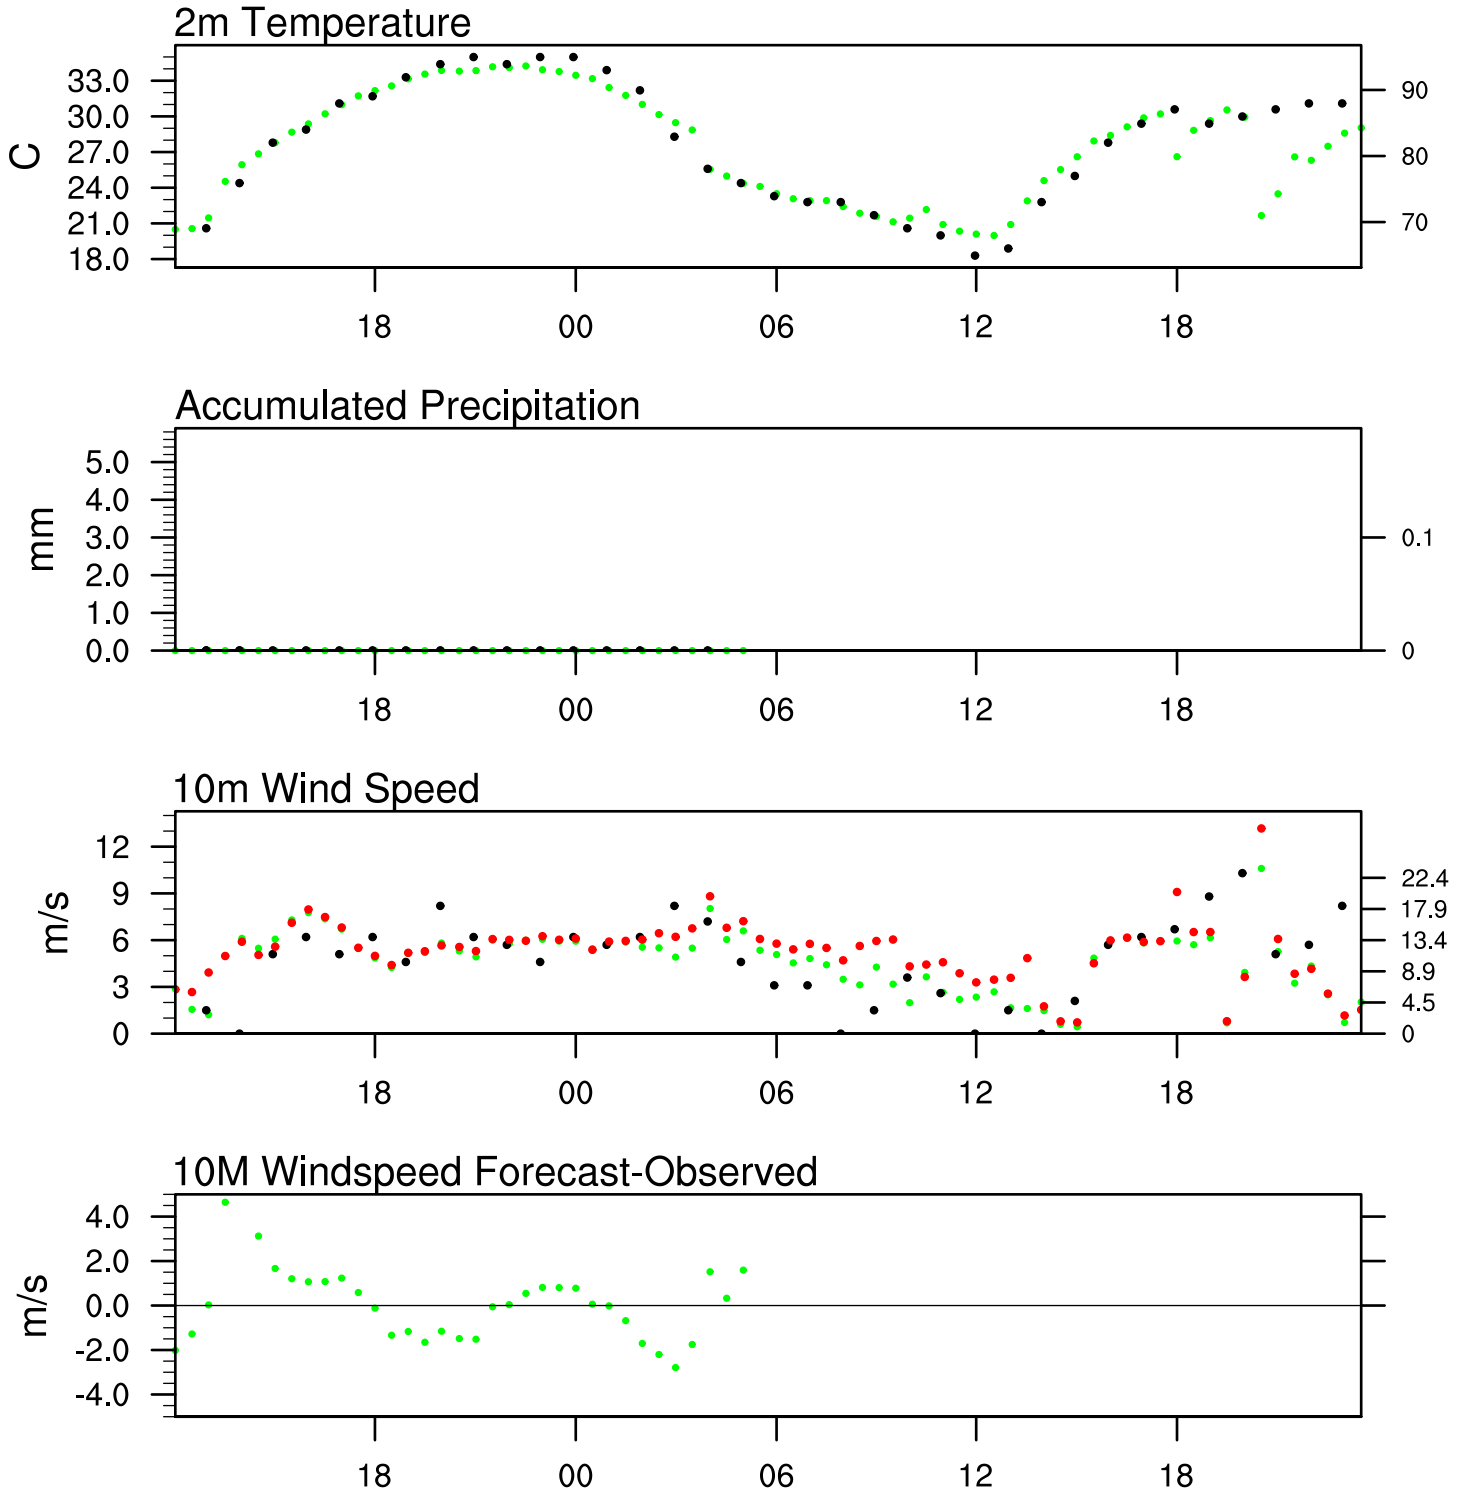 2m Temperature
33.0
30.0
27.0
24.0
21.0
18.0
C
90
80
70
18 00 06 12 18
Accumulated Precipitation
5.0
4.0
3.0
2.0
1.0
0.0
mm
0.1
0
18 00 06 12 18
10m Wind Speed
12
9
6
3
0
m/s
22.4
17.9
13.4
8.9
4.5
0
18 00 06 12 18
10M Windspeed Forecast-Observed
4.0
2.0
0.0
-2.0
-4.0
m/s
18 00 06 12 18